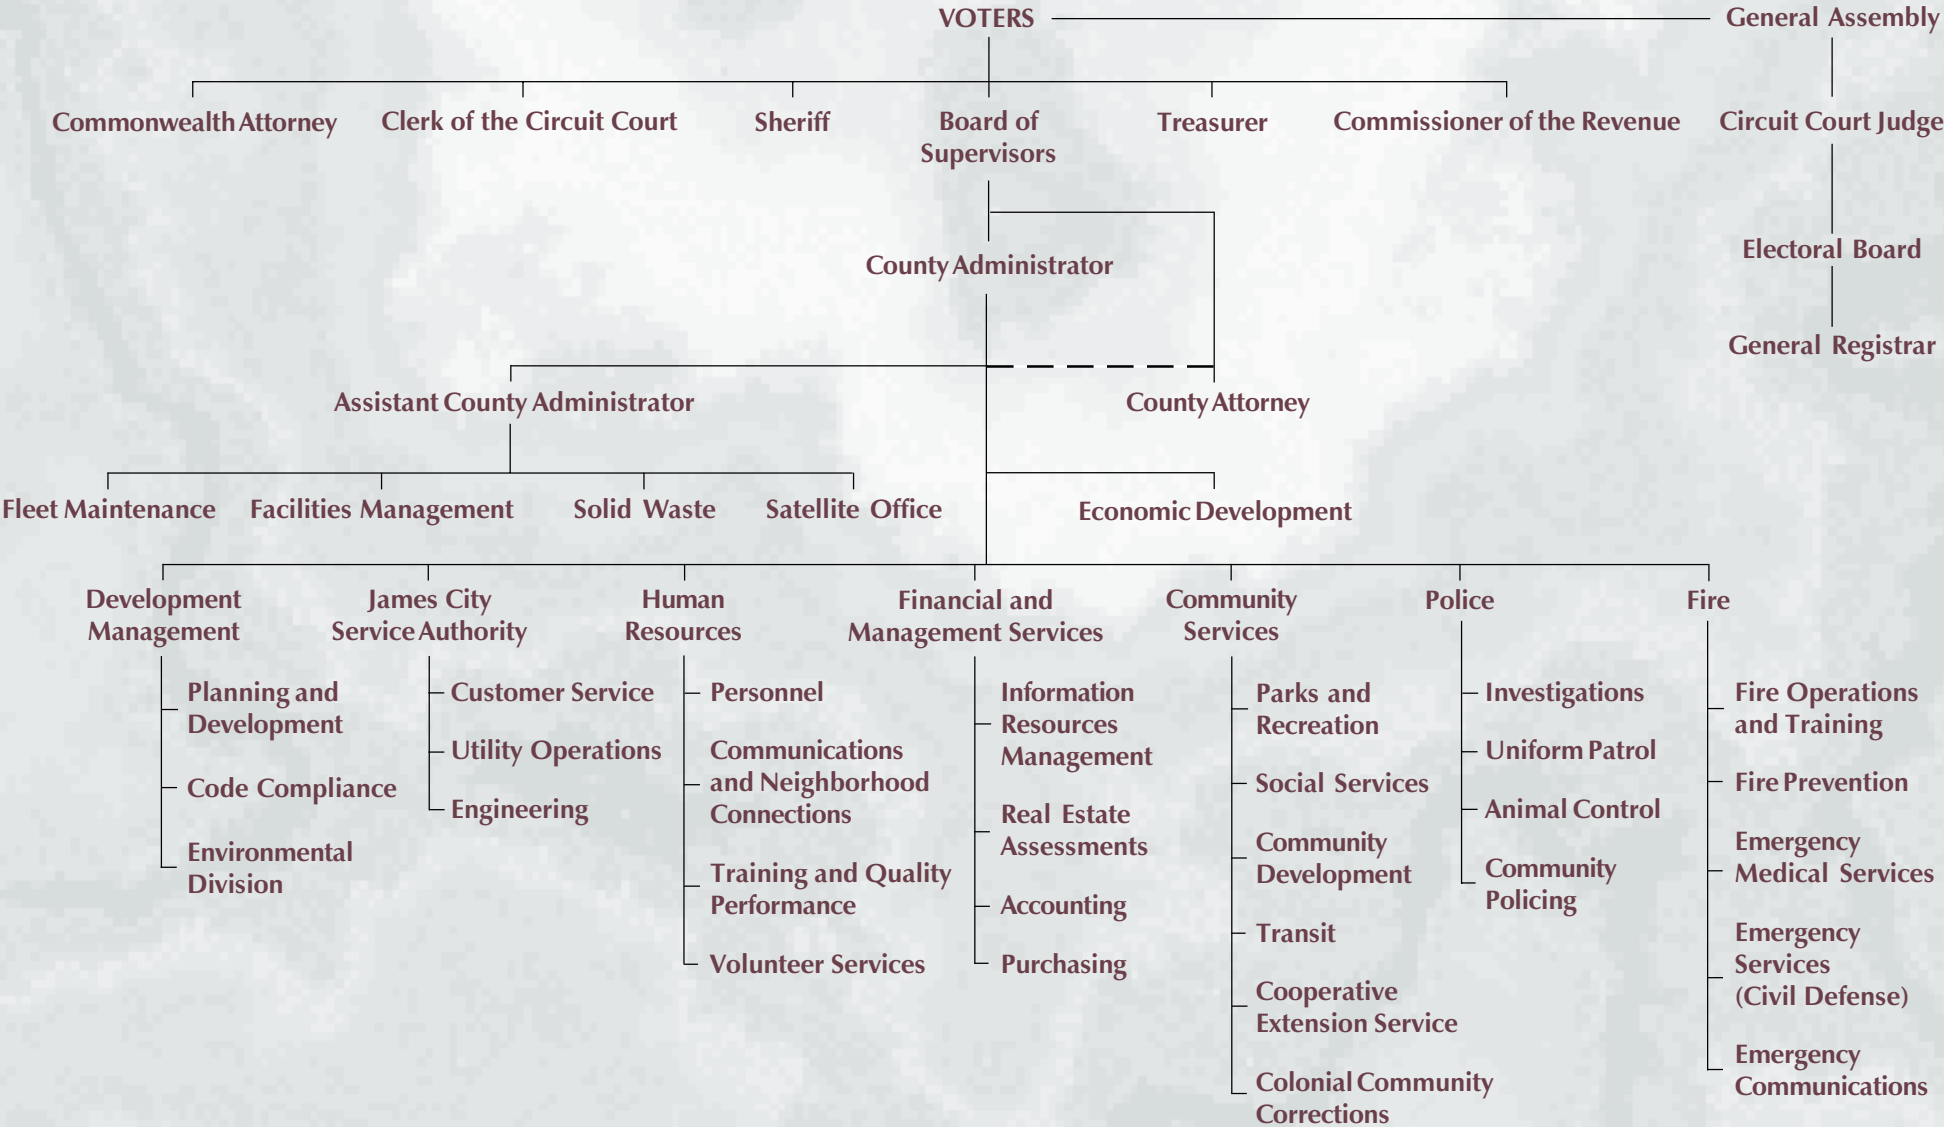 VOTERS
General Assembly
Commonwealth Attorney
Clerk of the Circuit Court
Sheriff
Board of
Supervisors
Treasurer
Commissioner of the Revenue
Circuit Court Judge
County Administrator
Electoral Board
General Registrar
Assistant County Administrator
County Attorney
Fleet Maintenance
Facilities Management
Solid Waste
Satellite Office
Economic Development
Development
Management
Planning and
Development
Code Compliance
Environmental
Division
James City
Service Authority
Customer Service
Utility Operations
Engineering
Human
Resources
Personnel
Communications
and Neighborhood
Connections
Training and Quality
Performance
Volunteer Services
Financial and
Management Services
Information
Resources
Management
Real Estate
Assessments
Accounting
Purchasing
Community
Services
Parks and
Recreation
Social Services
Community
Development
Transit
Cooperative
Extension Service
Colonial Community
Corrections
Police
Investigations
Uniform Patrol
Animal Control
Community
Policing
Fire
Fire Operations
and Training
Fire Prevention
Emergency
Medical Services
Emergency
Services
(Civil Defense)
Emergency
Communications